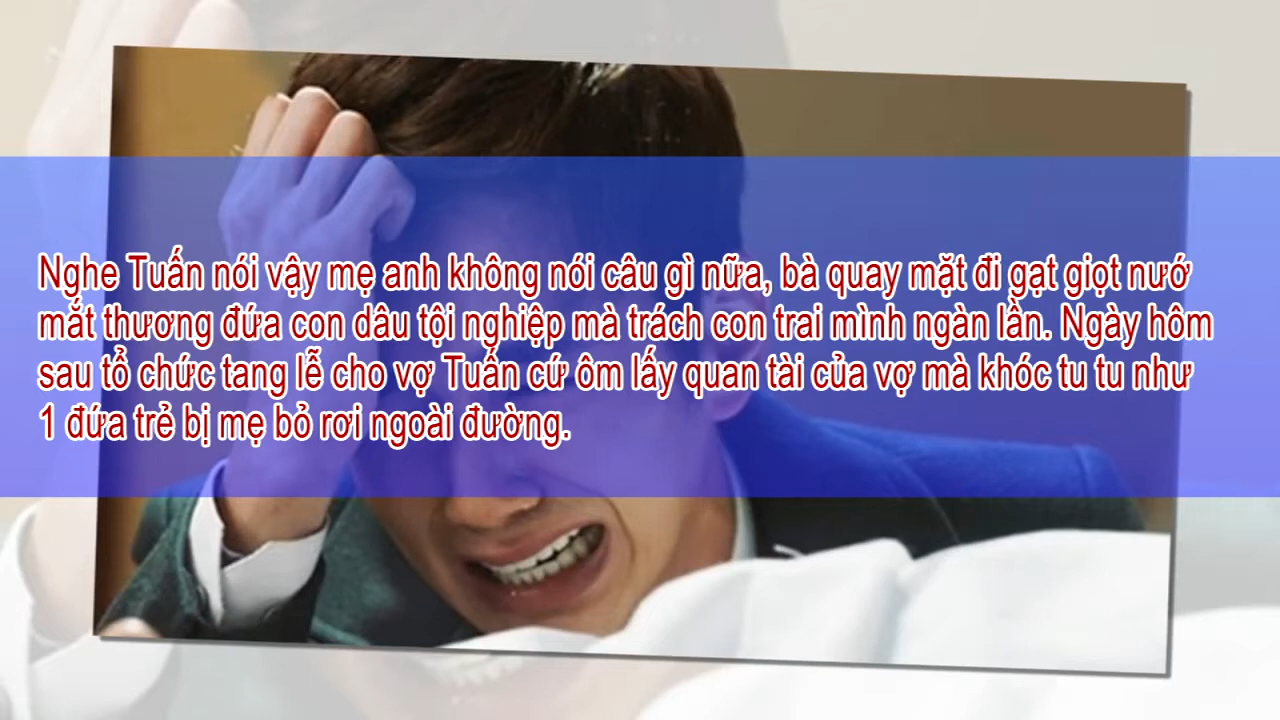 Nghe Tuấn nói vậy mẹ anh không nói câu gì nữa, bà quay mặt đi gạt giọt nướ
mắt thương đứa con dâu tội nghiệp mà trách con trai mình ngàn lần. Ngày hôm
sau tổ chức tang lễ cho vợ Tuấn cứ ôm lấy quan tài của vợ mà khóc tu tu như
1 đứa trẻ bị mẹ bỏ rơi ngoài đường.